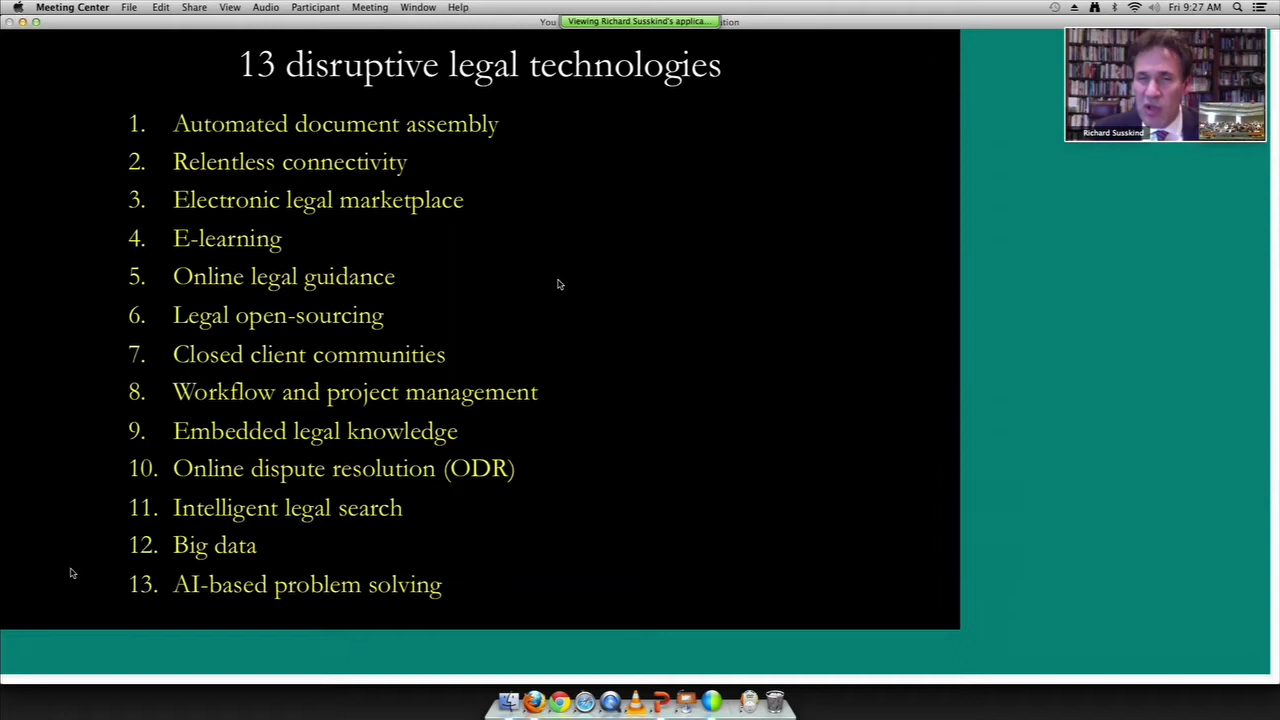 Meeting Center File Edit Share View Audio Participant Meeting Window Help Fri 9:27 AM
You Viewing Richard Susskind's applica... ution
13 disruptive legal technologies
1. Automated document assembly
2. Relentless connectivity
3. Electronic legal marketplace
4. E-learning
5. Online legal guidance
6. Legal open-sourcing
7. Closed client communities
8. Workflow and project management
9. Embedded legal knowledge
10. Online dispute resolution (ODR)
11. Intelligent legal search
12. Big data
13. AI-based problem solving
Richard Susskind